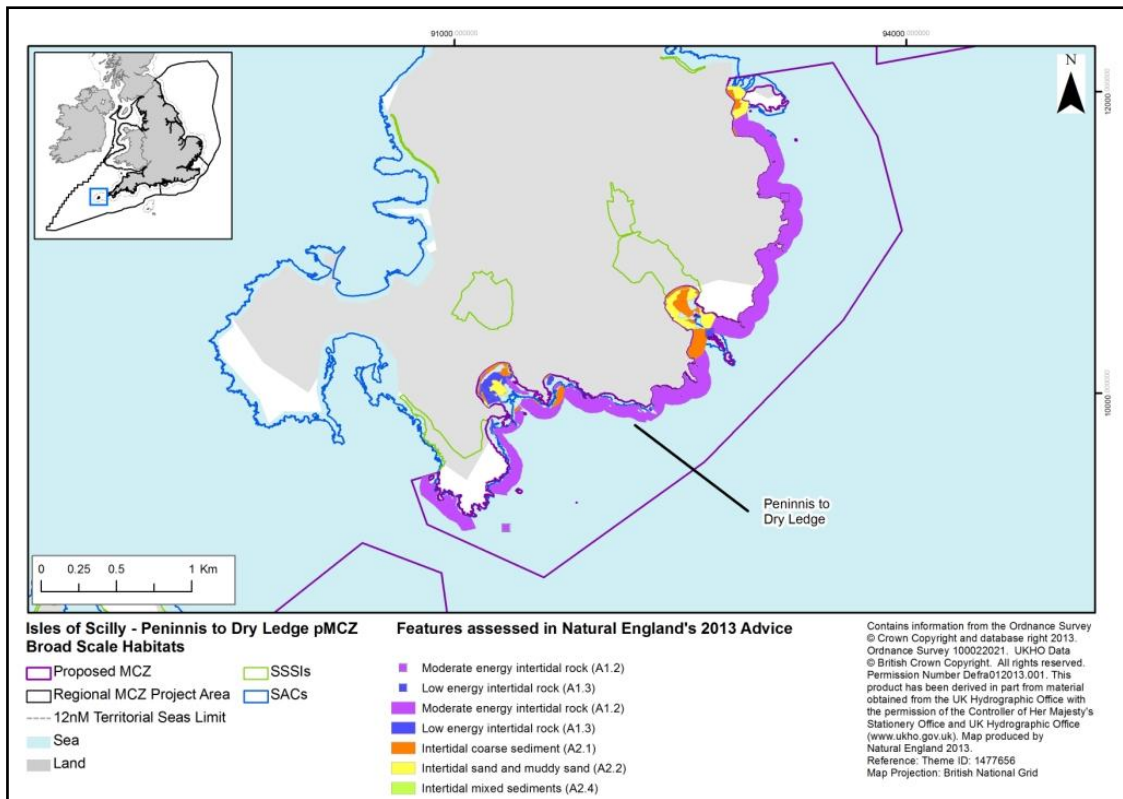 91000.000000
94000.000000
N
12000.000000
10000.000000
Peninnis to
Dry Ledge
0 0.25 0.5 1 Km
Isles of Scilly - Peninnis to Dry Ledge pMCZ
Broad Scale Habitats
Proposed MCZ
SSSIs
Regional MCZ Project Area
SACs
12nM Territorial Seas Limit
Sea
Land
Features assessed in Natural England's 2013 Advice
Moderate energy intertidal rock (A1.2)
Low energy intertidal rock (A1.3)
Moderate energy intertidal rock (A1.2)
Low energy intertidal rock (A1.3)
Intertidal coarse sediment (A2.1)
Intertidal sand and muddy sand (A2.2)
Intertidal mixed sediments (A2.4)
Contains information from the Ordnance Survey
© Crown Copyright and database right 2013.
Ordnance Survey 100022021. UKHO Data
© British Crown Copyright. All rights reserved.
Permission Number Defra012013.001. This
product has been derived in part from material
obtained from the UK Hydrographic Office with
the permission of the Controller of Her Majesty's
Stationery Office and UK Hydrographic Office
(www.ukho.gov.uk). Map produced by
Natural England 2013.
Reference: Theme ID: 1477656
Map Projection: British National Grid